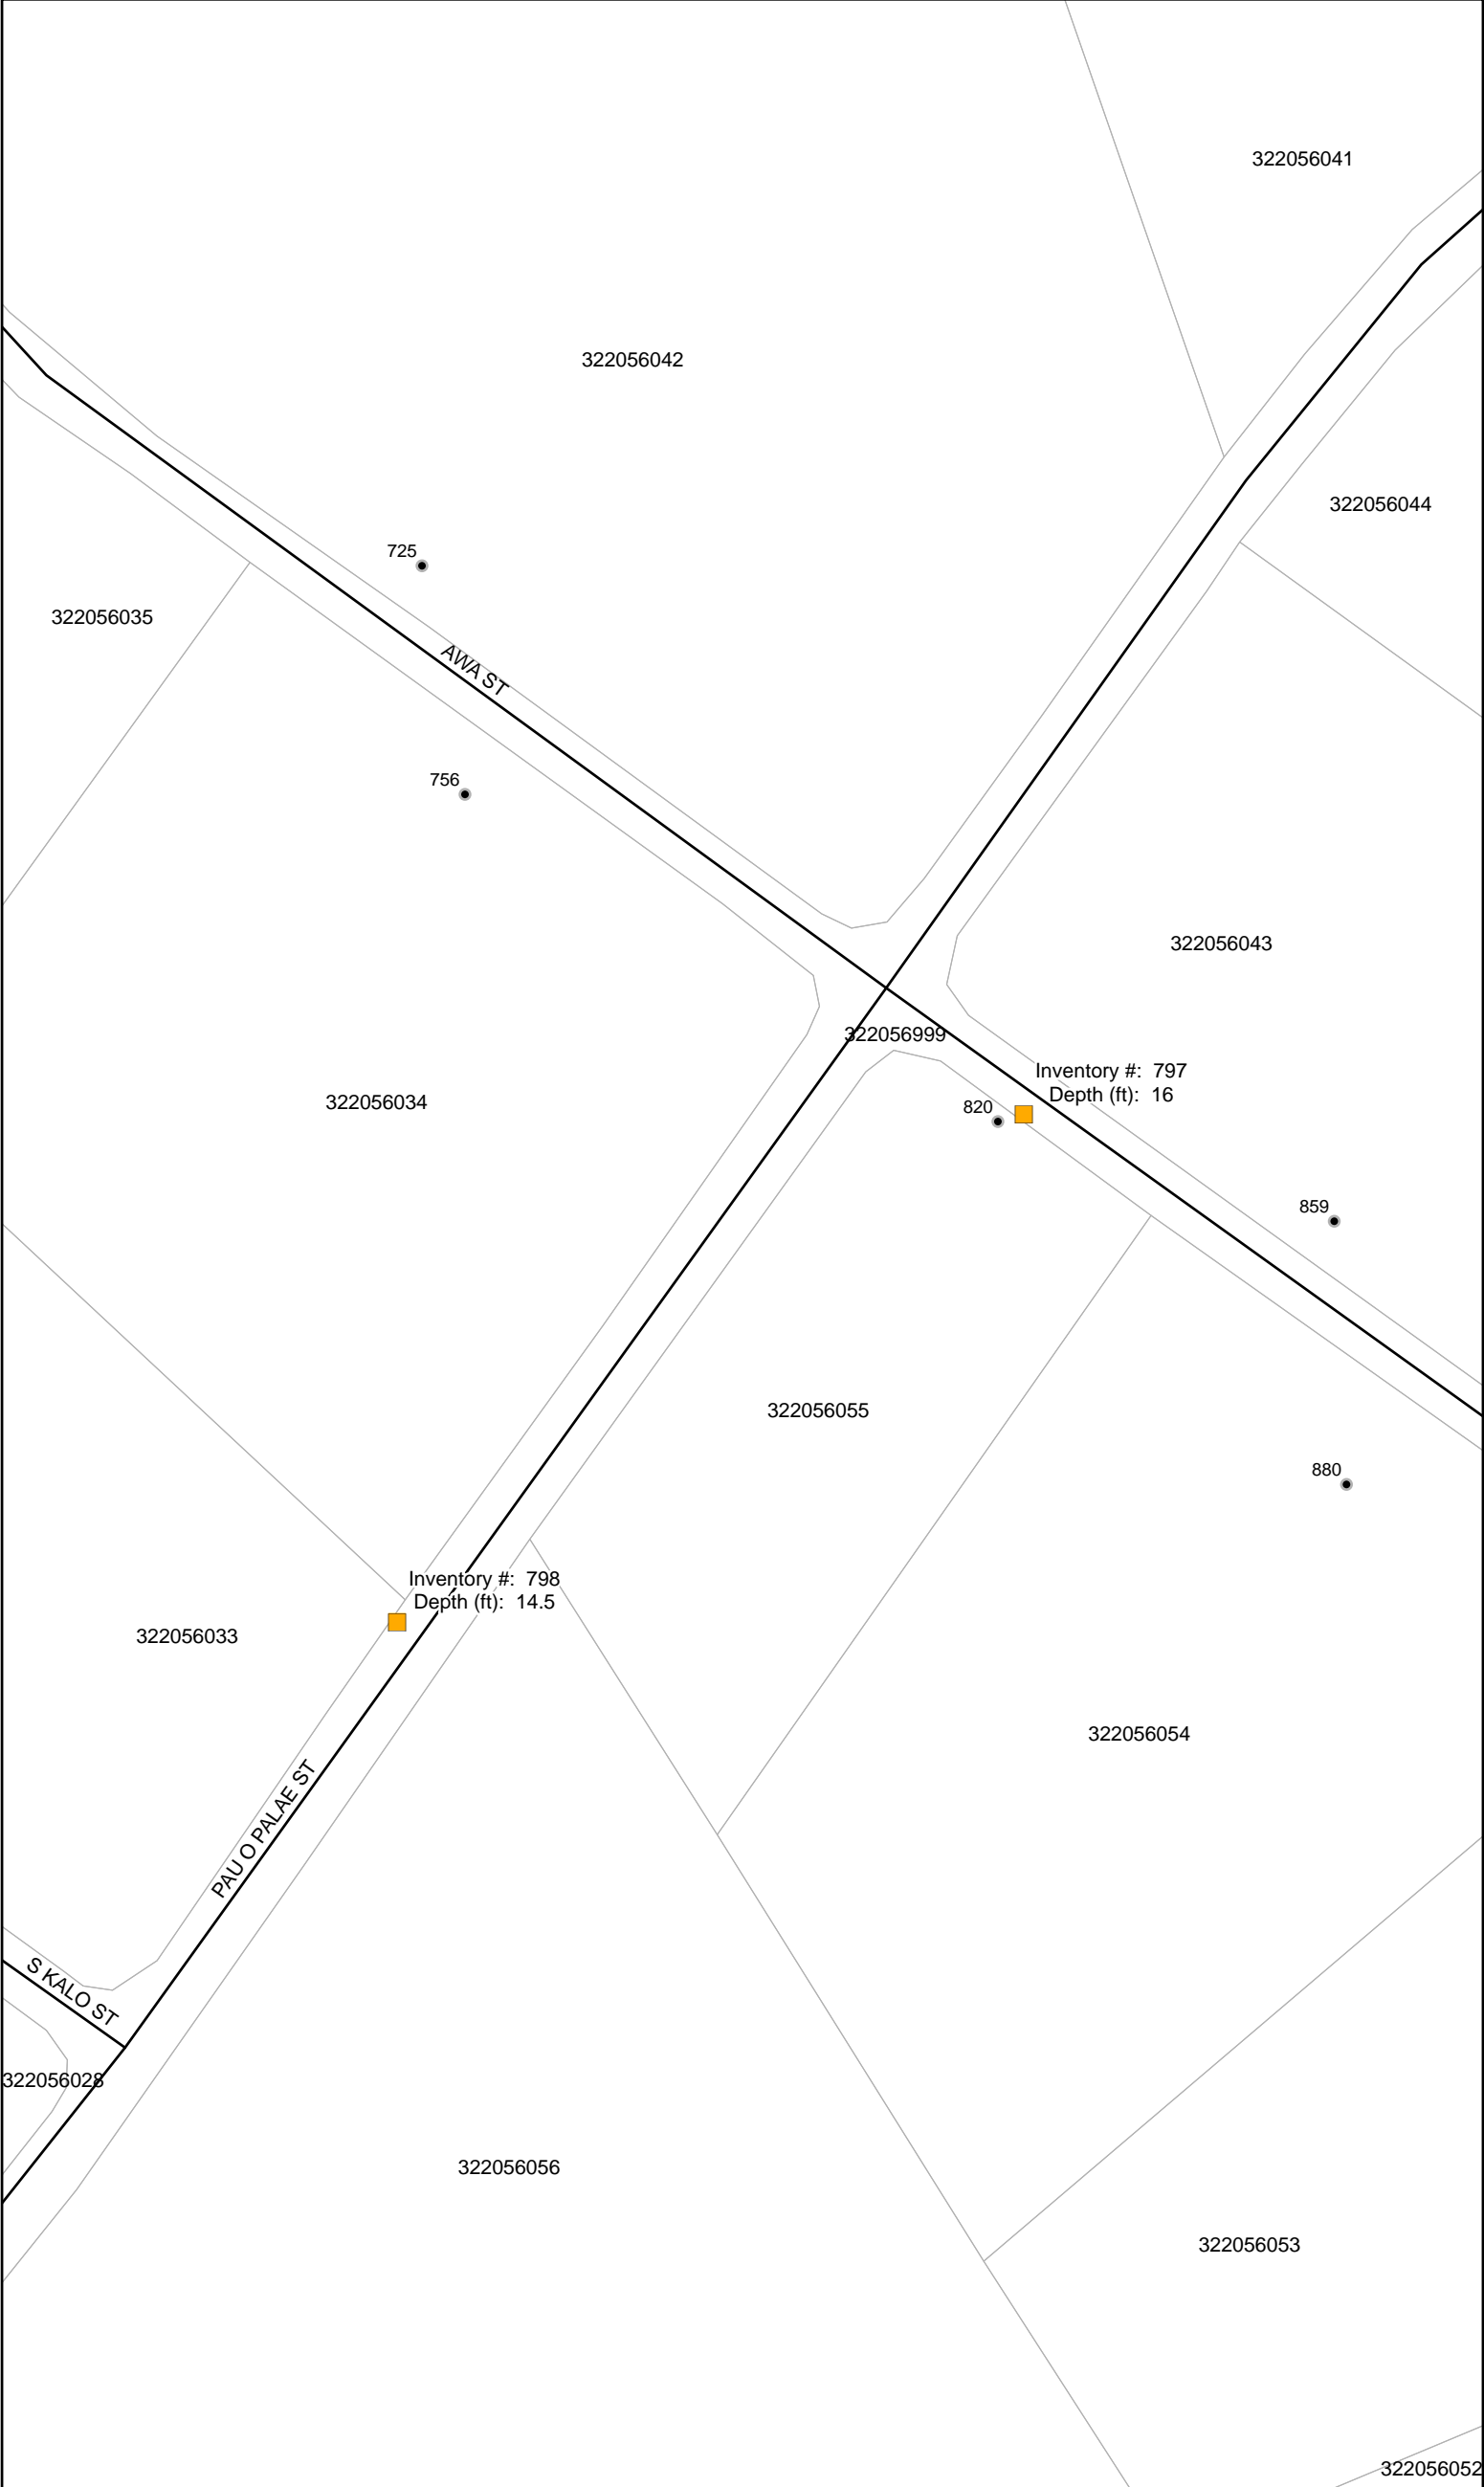 322056041
322056042
322056044
725
322056035
AWA ST
756
322056043
322056999
Inventory #: 797
Depth (ft): 16
322056034
820
859
322056055
880
Inventory #: 798
Depth (ft): 14.5
322056033
322056054
PAU O PALAE ST
S KALO ST
322056028
322056056
322056053
322056052